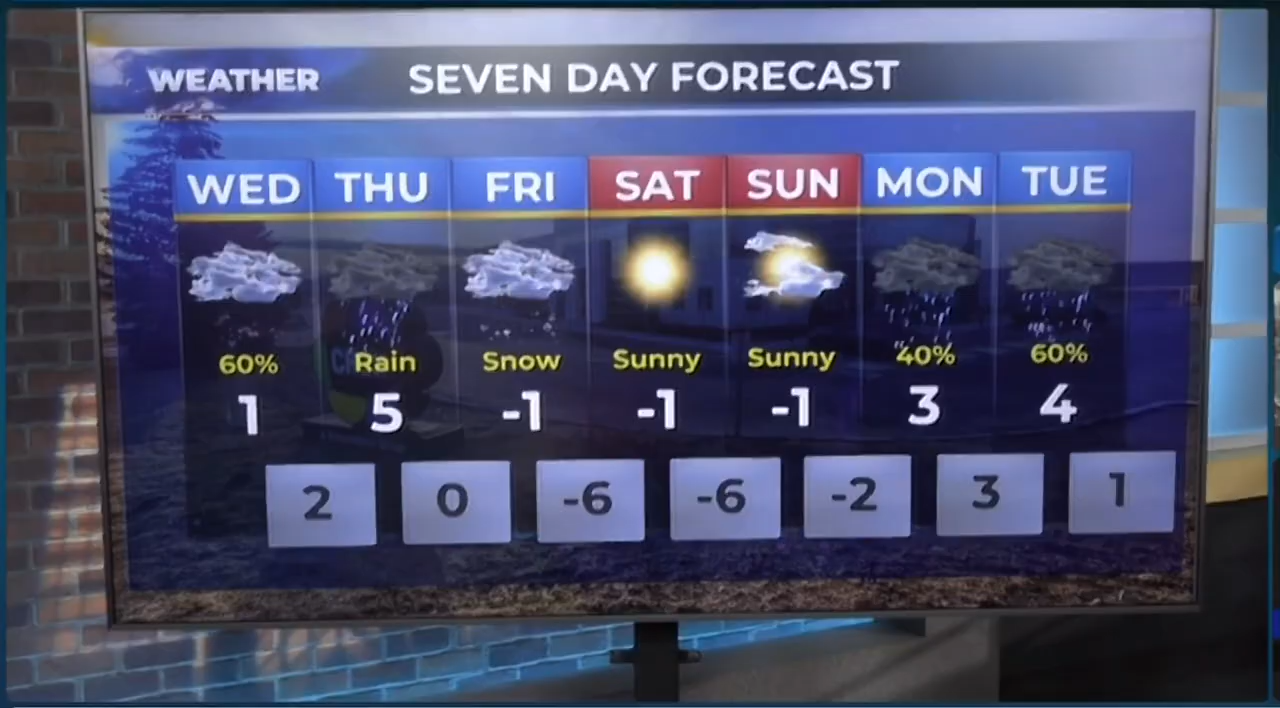 WEATHER SEVEN DAY FORECAST
WED THU FRI SAT SUN MON TUE
60% Rain Snow Sunny Sunny 40% 60%
1 5 -1 -1 -1 3 4
2 0 -6 -6 -2 3 1